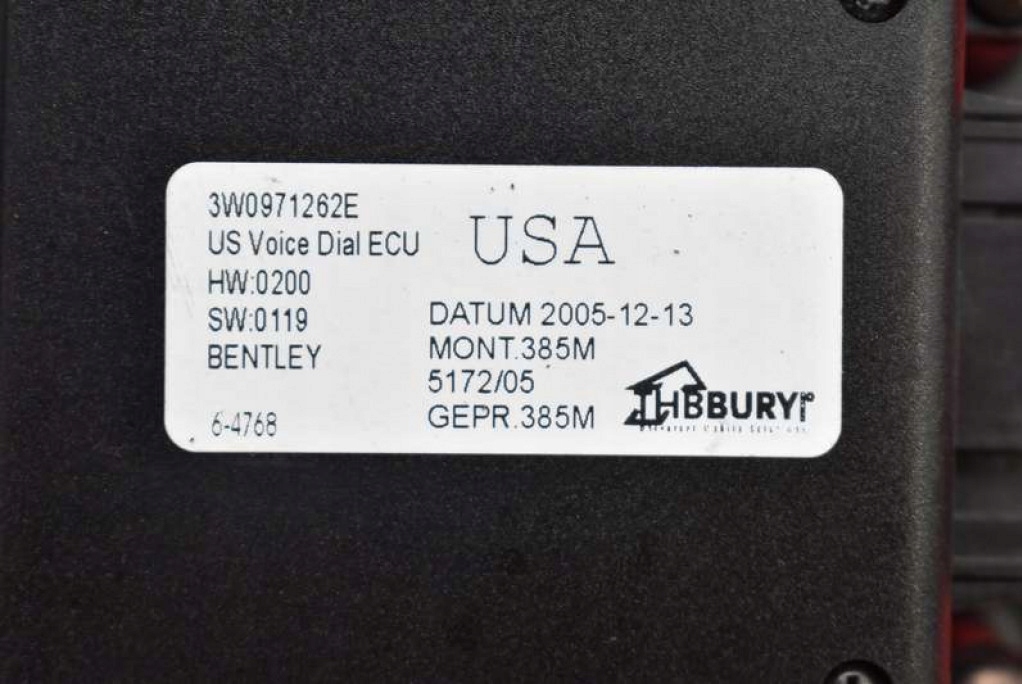 3W0971262E
US Voice Dial ECU
HW:0200
SW:0119
BENTLEY
6-4768
USA
DATUM 2005-12-13
MONT.385M
5172/05
GEPR.385M